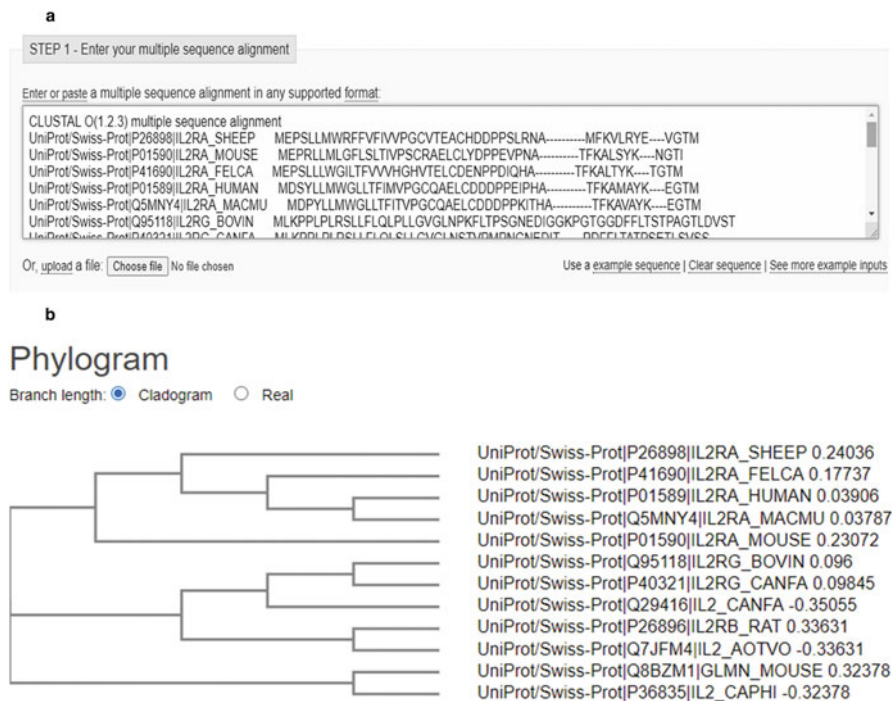 a
STEP 1 - Enter your multiple sequence alignment
Enter or paste a multiple sequence alignment in any supported format:
CLUSTAL O(1.2.3) multiple sequence alignment
UniProt/Swiss-Prot|P26898|IL2RA_SHEEP MEPSLLMWRFFVFIVVPGCVTEACHDDPPSLRNA----------MFKVLRYE---VGTM
UniProt/Swiss-Prot|P01590|IL2RA_MOUSE MEPRLLMLGFLSLTIVPSCRAELCLYDPPEVPNA----------TFKALSYK----NGTI
UniProt/Swiss-Prot|P41690|IL2RA_FELCA MEPSLLLWGILTFVVVHGHVTELCDENPPDIQHA----------TFKALTYK----TGTM
UniProt/Swiss-Prot|P01589|IL2RA_HUMAN MDSYLLMWGLLTFIMVPGCQAELCDDDPPEIPHA----------TFKAMAYK----EGTM
UniProt/Swiss-Prot|Q5MNY4|IL2RA_MACMU MDPYLLMWGLLTFITVPGCQAELCDDDPPKITHA----------TFKAVAYK----EGTM
UniProt/Swiss-Prot|Q95118|IL2RG_BOVIN MLKPPLPLRSLLFLQLPLLGVGLNPKFLTPSGNEDIGGKPGTGGDFFLTSTPAGTLDVST
Or, upload a file: Choose file No file chosen
Use a example sequence | Clear sequence | See more example inputs
b
Phylogram
Branch length: Cladogram Real
UniProt/Swiss-Prot|P26898|IL2RA_SHEEP 0.24036
UniProt/Swiss-Prot|P41690|IL2RA_FELCA 0.17737
UniProt/Swiss-Prot|P01589|IL2RA_HUMAN 0.03906
UniProt/Swiss-Prot|Q5MNY4|IL2RA_MACMU 0.03787
UniProt/Swiss-Prot|P01590|IL2RA_MOUSE 0.23072
UniProt/Swiss-Prot|Q95118|IL2RG_BOVIN 0.096
UniProt/Swiss-Prot|P40321|IL2RG_CANFA 0.09845
UniProt/Swiss-Prot|Q29416|IL2_CANFA -0.35055
UniProt/Swiss-Prot|P26896|IL2RB_RAT 0.33631
UniProt/Swiss-Prot|Q7JFM4|IL2_AOTVO -0.33631
UniProt/Swiss-Prot|Q8BZM1|GLMN_MOUSE 0.32378
UniProt/Swiss-Prot|P36835|IL2_CAPHI -0.32378